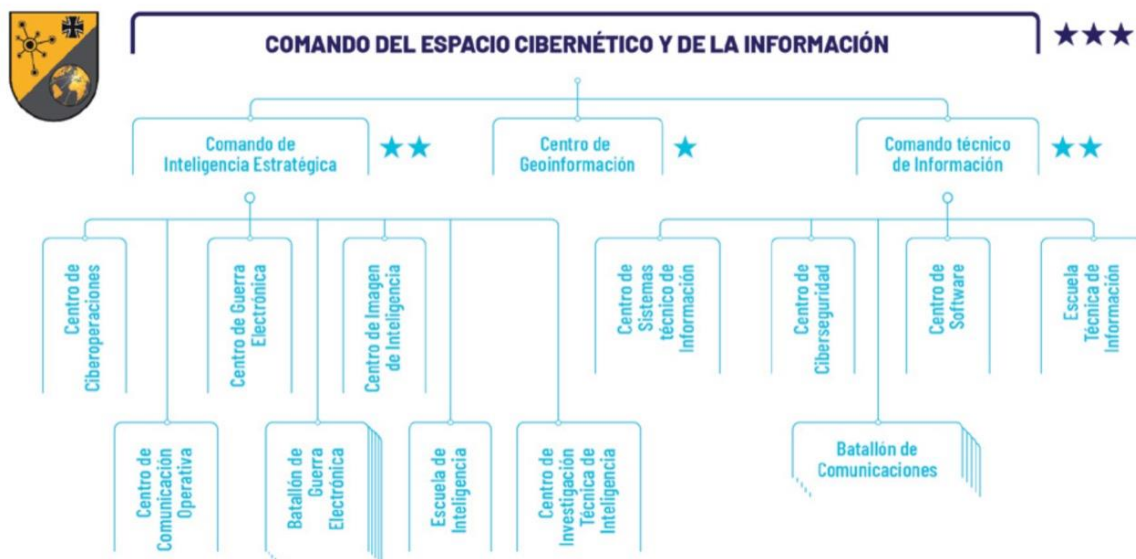 COMANDO DEL ESPACIO CIBERNÉTICO Y DE LA INFORMACIÓN
Comando de
Inteligencia Estratégica
Centro de
Geoinformación
Comando técnico
de Información
Centro de
Ciberoperaciones
Centro de Guerra
Electrónica
Centro de Imagen
de Inteligencia
Centro de
Sistemas
técnico de
Información
Centro de
Ciberseguridad
Centro de
Software
Escuela
Técnica de
Información
Centro de
Comunicación
Operativa
Batallón de
Guerra
Electrónica
Escuela de
Inteligencia
Centro de
Investigación
Técnica de
Inteligencia
Batallón de
Comunicaciones